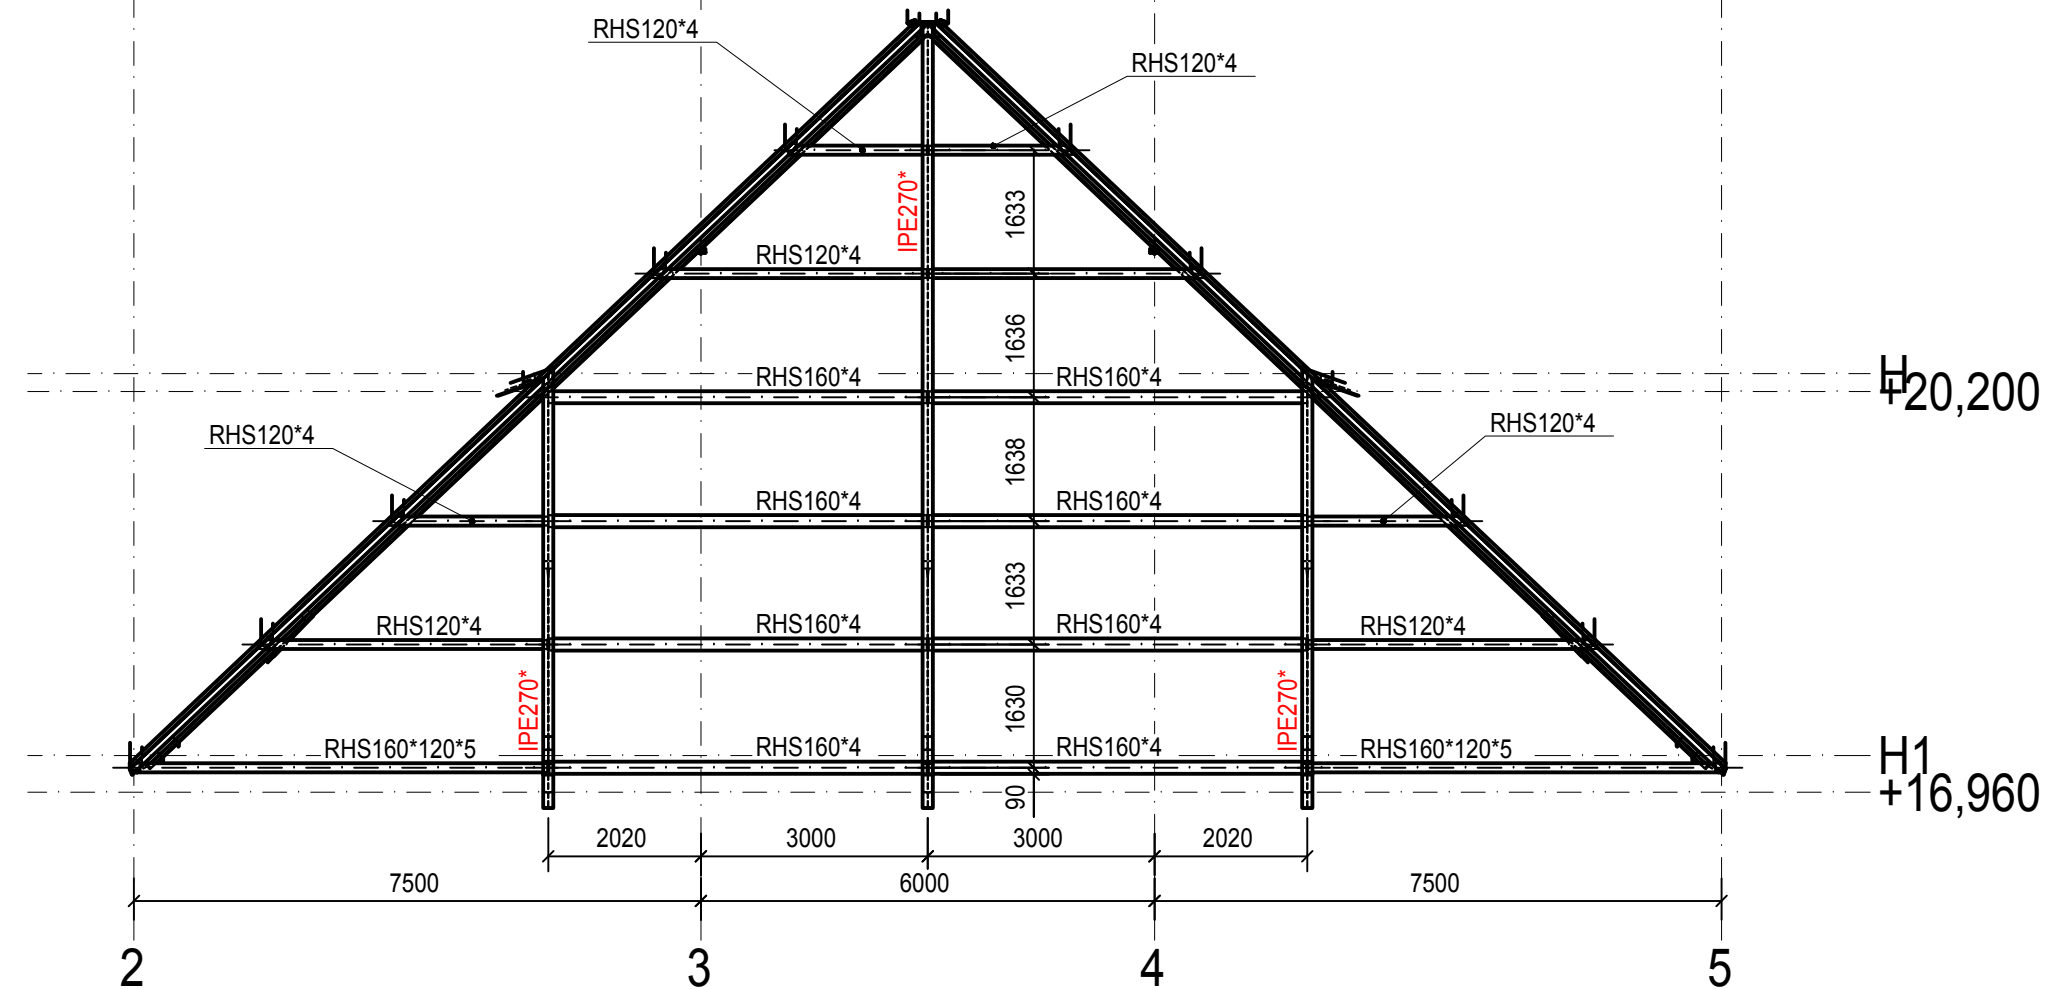 RHS120*4
RHS120*4
IPE270*
1633
RHS120*4
1636
RHS160*4
RHS160*4
H
+20,200
RHS120*4
RHS120*4
1638
RHS160*4
RHS160*4
1633
RHS120*4
RHS160*4
RHS160*4
RHS120*4
IPE270*
1630
IPE270*
RHS160*120*5
RHS160*4
RHS160*4
RHS160*120*5
H1
+16,960
90
2020
3000
3000
2020
7500
6000
7500
2
3
4
5